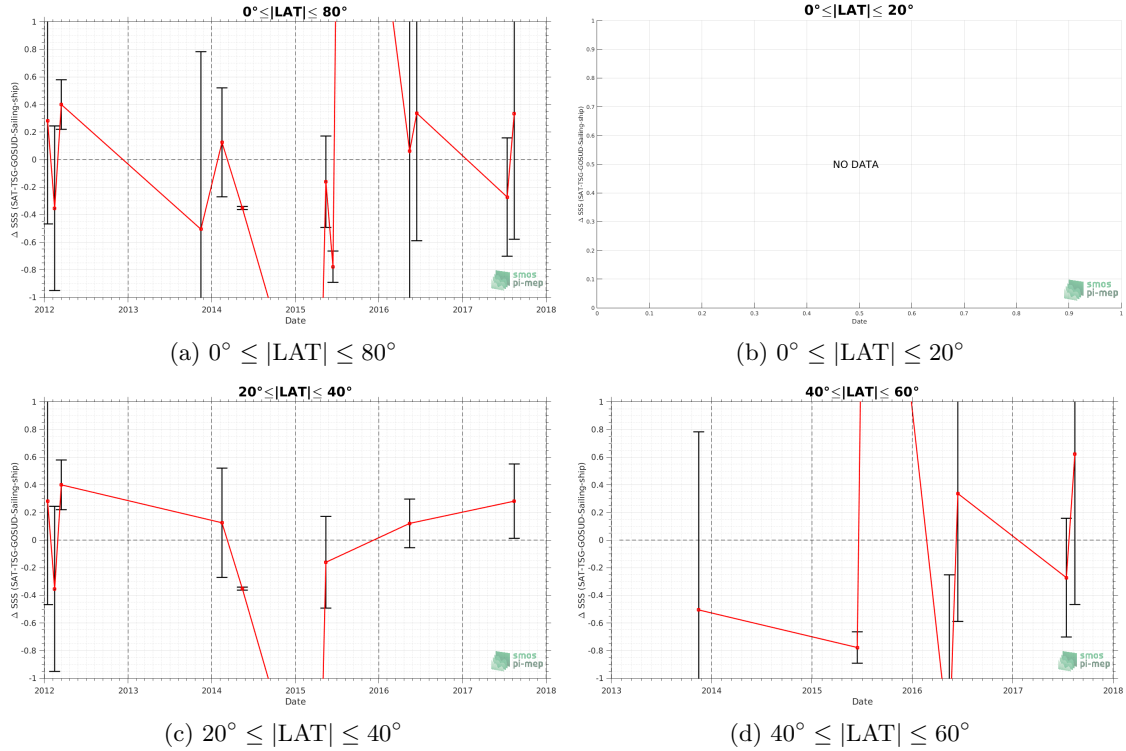 0°≤|LAT|≤ 80°
Δ SSS (SAT-TSG-GOSUD-Sailing-ship)
1
0.8
0.6
0.4
0.2
0
-0.2
-0.4
-0.6
-0.8
-1
2012 2013 2014 2015 2016 2017 2018
Date
smos
pi-mep
(a) 0° ≤ |LAT| ≤ 80°
0°≤|LAT|≤ 20°
Δ SSS (SAT-TSG-GOSUD-Sailing-ship)
1
0.9
0.8
0.7
0.6
0.5
0.4
0.3
0.2
0.1
0
NO DATA
0 0.1 0.2 0.3 0.4 0.5 0.6 0.7 0.8 0.9 1
Date
smos
pi-mep
(b) 0° ≤ |LAT| ≤ 20°
20°≤|LAT|≤ 40°
Δ SSS (SAT-TSG-GOSUD-Sailing-ship)
1
0.8
0.6
0.4
0.2
0
-0.2
-0.4
-0.6
-0.8
-1
2012 2013 2014 2015 2016 2017 2018
Date
smos
pi-mep
(c) 20° ≤ |LAT| ≤ 40°
40°≤|LAT|≤ 60°
Δ SSS (SAT-TSG-GOSUD-Sailing-ship)
1
0.8
0.6
0.4
0.2
0
-0.2
-0.4
-0.6
-0.8
-1
2013 2014 2015 2016 2017 2018
Date
smos
pi-mep
(d) 40° ≤ |LAT| ≤ 60°